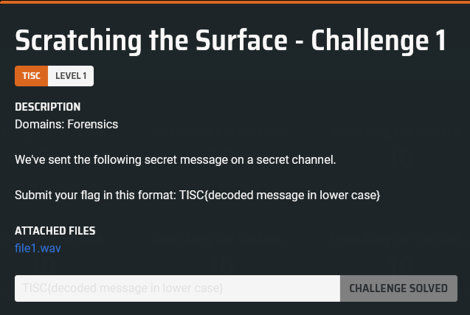 Scratching the Surface - Challenge 1
TISC LEVEL 1
DESCRIPTION
Domains: Forensics
We've sent the following secret message on a secret channel.
Submit your flag in this format: TISC{decoded message in lower case}
ATTACHED FILES
file1.wav
TISC{decoded message in lower case} CHALLENGE SOLVED